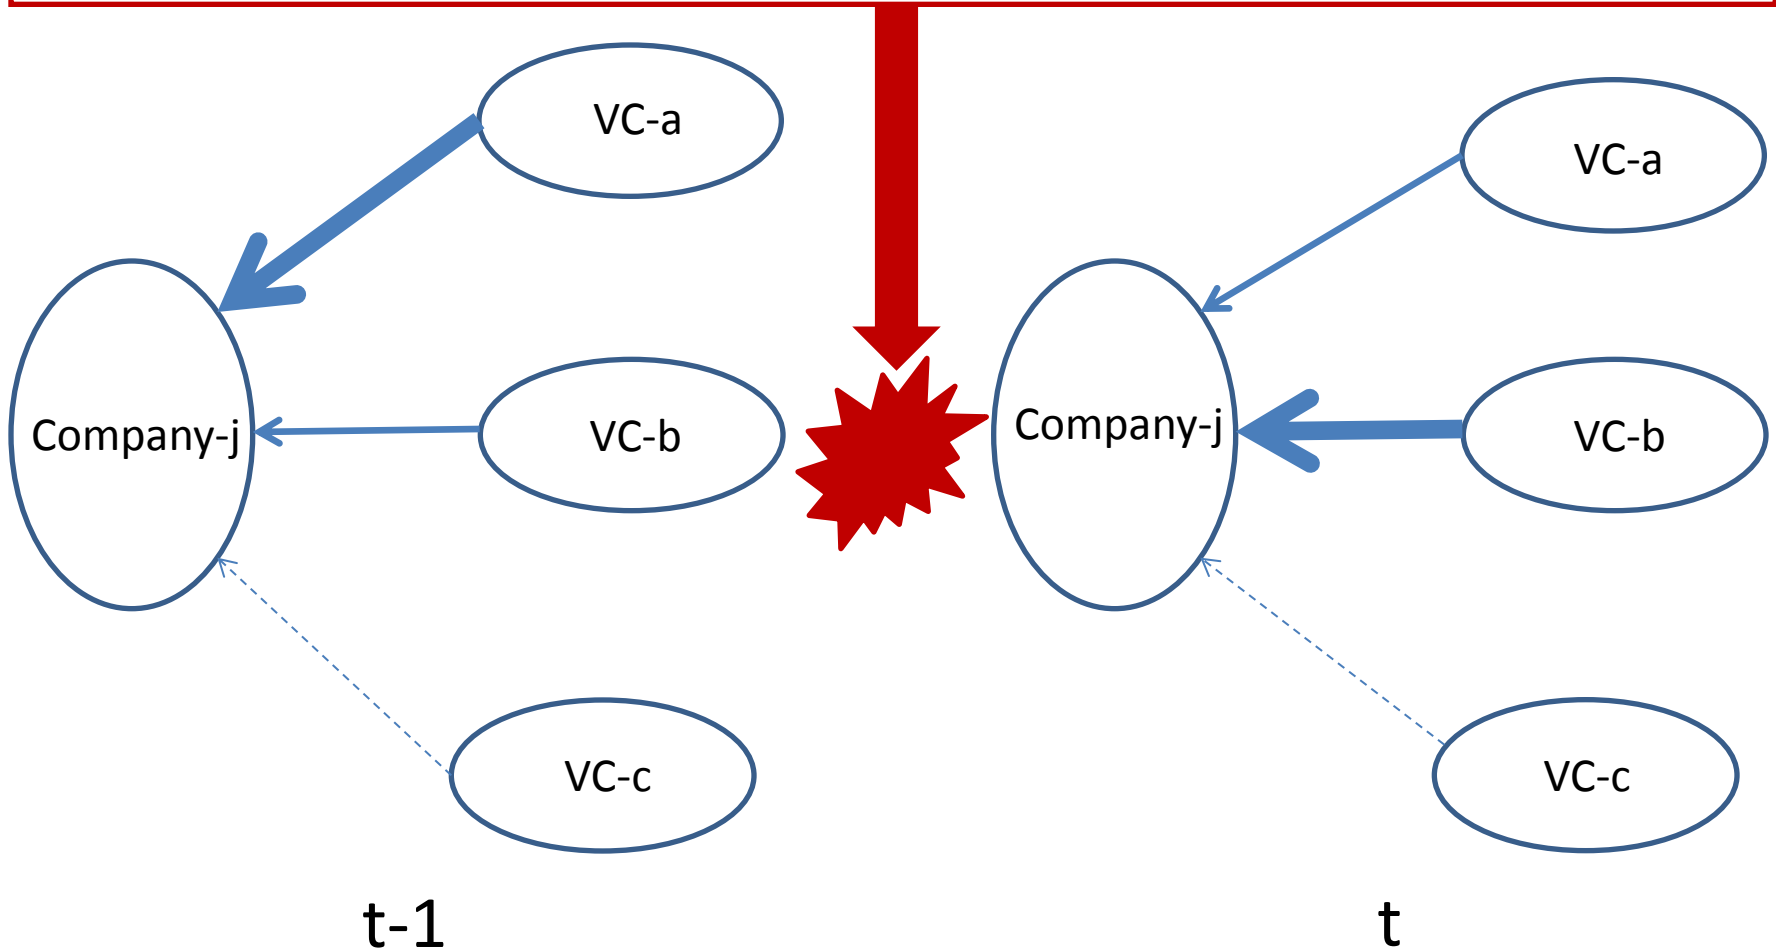 VC-a
VC-a
Company-j
VC-b
Company-j
VC-b
VC-c
VC-c
t-1
t